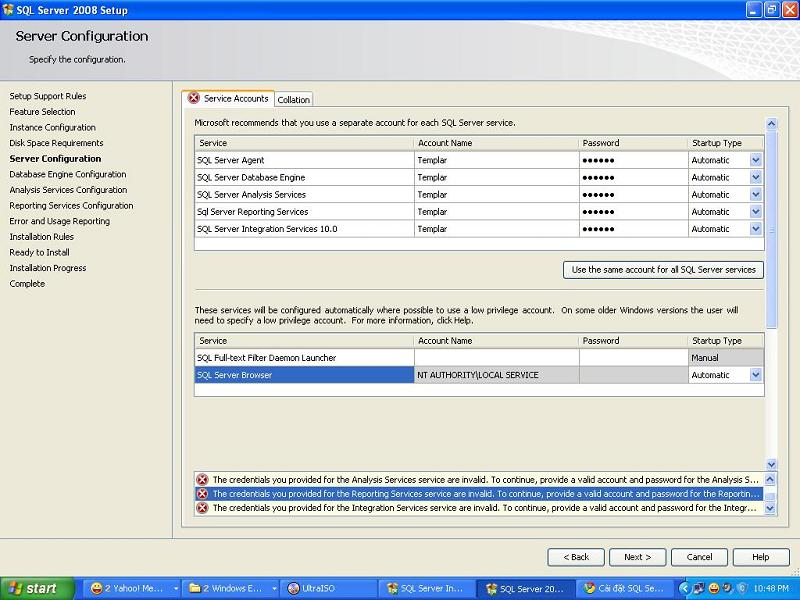 SQL Server 2008 Setup
Server Configuration
Specify the configuration.
Setup Support Rules
Feature Selection
Instance Configuration
Disk Space Requirements
Server Configuration
Database Engine Configuration
Analysis Services Configuration
Reporting Services Configuration
Error and Usage Reporting
Installation Rules
Ready to Install
Installation Progress
Complete
Service Accounts Collation
Microsoft recommends that you use a separate account for each SQL Server service.
Service Account Name Password Startup Type
SQL Server Agent Templar ●●●●●● Automatic
SQL Server Database Engine Templar ●●●●●● Automatic
SQL Server Analysis Services Templar ●●●●●● Automatic
Sql Server Reporting Services Templar ●●●●●● Automatic
SQL Server Integration Services 10.0 Templar ●●●●●● Automatic
Use the same account for all SQL Server services
These services will be configured automatically where possible to use a low privilege account. On some older Windows versions the user will
need to specify a low privilege account. For more information, click Help.
Service Account Name Password Startup Type
SQL Full-text Filter Daemon Launcher Manual
SQL Server Browser NT AUTHORITY\LOCAL SERVICE Automatic
The credentials you provided for the Analysis Services service are invalid. To continue, provide a valid account and password for the Analysis S...
The credentials you provided for the Reporting Services service are invalid. To continue, provide a valid account and password for the Reportin...
The credentials you provided for the Integration Services service are invalid. To continue, provide a valid account and password for the Integr...
< Back Next > Cancel Help
start 2 Yahoo! Me... 2 Windows E... UltraISO SQL Server In... SQL Server 20... Cài đặt SQL Se... 10:48 PM